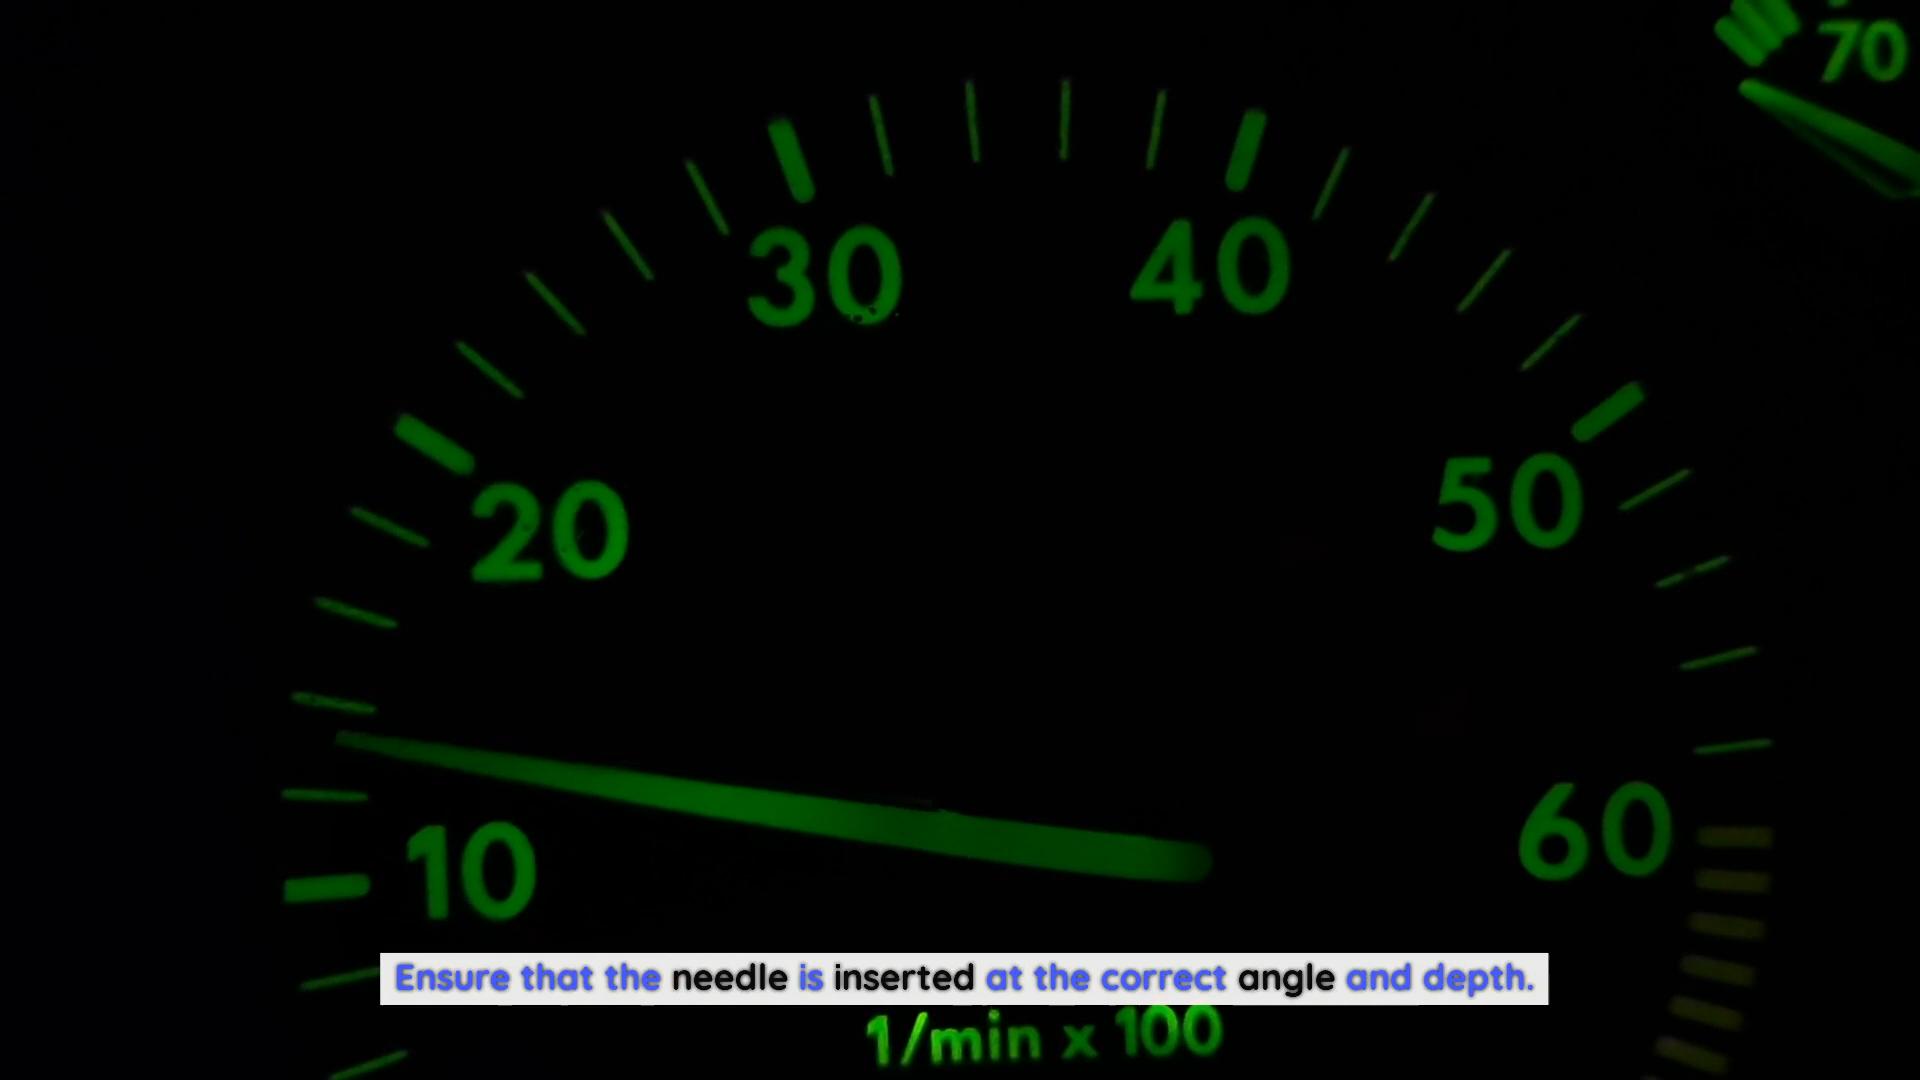 70
30 40
20 50
10 60
Ensure that the needle is inserted at the correct angle and depth.
1/min x 100